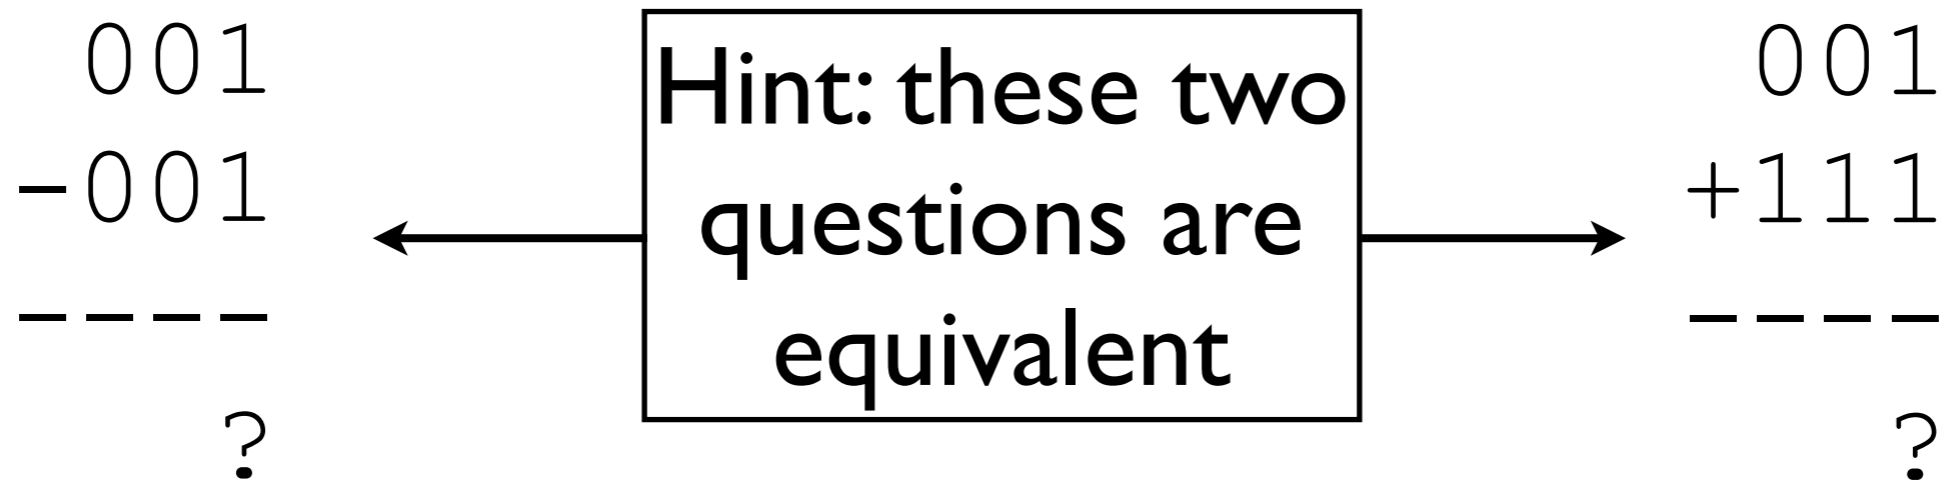 001
-001
----
?
Hint: these two
questions are
equivalent
001
+111
----
?